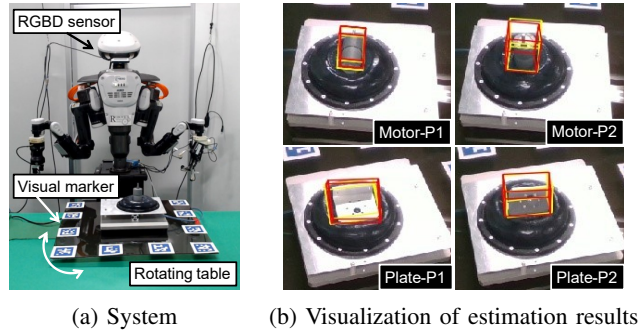 RGBD sensor
Visual marker
Rotating table
Motor-P1
Motor-P2
Plate-P1
Plate-P2
(a) System
(b) Visualization of estimation results